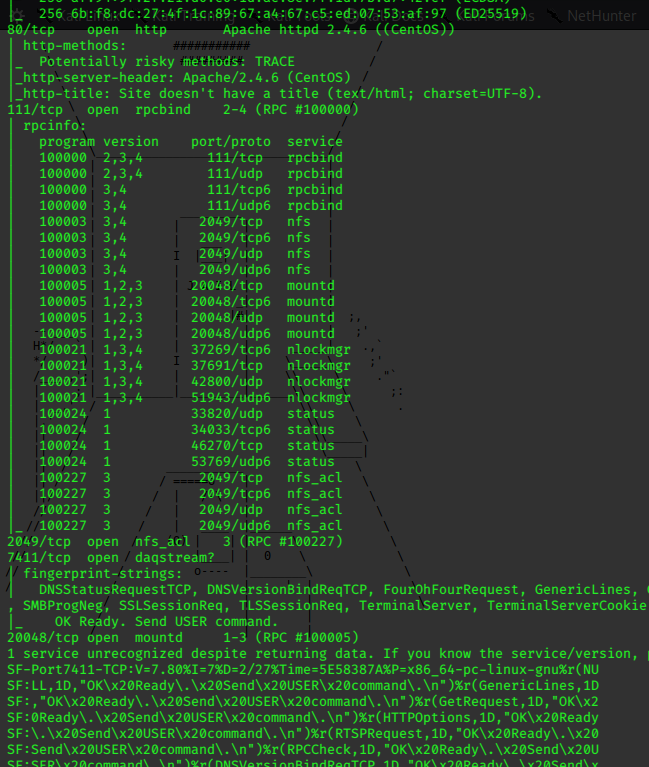 NetHunter
256 6b:f8:dc:27:4f:1c:89:67:a4:67:c5:ed:07:53:af:97 (ED25519)
80/tcp    open  http       Apache httpd 2.4.6 ((CentOS))
| http-methods:
|_  Potentially risky methods: TRACE
|_http-server-header: Apache/2.4.6 (CentOS)
|_http-title: Site doesn't have a title (text/html; charset=UTF-8).
111/tcp   open  rpcbind    2-4 (RPC #100000)
| rpcinfo:
|   program version    port/proto  service
|   100000  2,3,4        111/tcp   rpcbind
|   100000  2,3,4        111/udp   rpcbind
|   100000  3,4          111/tcp6  rpcbind
|   100000  3,4          111/udp6  rpcbind
|   100003  3,4         2049/tcp   nfs
|   100003  3,4         2049/tcp6  nfs
|   100003  3,4         2049/udp   nfs
|   100003  3,4         2049/udp6  nfs
|   100005  1,2,3      20048/tcp   mountd
|   100005  1,2,3      20048/tcp6  mountd
|   100005  1,2,3      20048/udp   mountd
|   100005  1,2,3      20048/udp6  mountd
|   100021  1,3,4      37269/tcp6  nlockmgr
|   100021  1,3,4      37691/tcp   nlockmgr
|   100021  1,3,4      42800/udp   nlockmgr
|   100021  1,3,4      51943/udp6  nlockmgr
|   100024  1          33820/udp   status
|   100024  1          34033/tcp6  status
|   100024  1          46270/tcp   status
|   100024  1          53769/udp6  status
|   100227  3           2049/tcp   nfs_acl
|   100227  3           2049/tcp6  nfs_acl
|   100227  3           2049/udp   nfs_acl
|_  100227  3           2049/udp6  nfs_acl
2049/tcp  open  nfs_acl    3 (RPC #100227)
7411/tcp  open  daqstream?
| fingerprint-strings:
|   DNSStatusRequestTCP, DNSVersionBindReqTCP, FourOhFourRequest, GenericLines,
, SMBProgNeg, SSLSessionReq, TLSSessionReq, TerminalServer, TerminalServerCookie
|_    OK Ready. Send USER command.
20048/tcp open  mountd     1-3 (RPC #100005)
1 service unrecognized despite returning data. If you know the service/version,
SF-Port7411-TCP:V=7.80%I=7%D=2/27%Time=5E58387A%P=x86_64-pc-linux-gnu%r(NU
SF:LL,1D,"OK\x20Ready\.\x20Send\x20USER\x20command\.\n")%r(GenericLines,1D
SF:,"OK\x20Ready\.\x20Send\x20USER\x20command\.\n")%r(GetRequest,1D,"OK\x2
SF:0Ready\.\x20Send\x20USER\x20command\.\n")%r(HTTPOptions,1D,"OK\x20Ready
SF:\.\x20Send\x20USER\x20command\.\n")%r(RTSPRequest,1D,"OK\x20Ready\.\x20
SF:Send\x20USER\x20command\.\n")%r(RPCCheck,1D,"OK\x20Ready\.\x20Send\x20U
SF:SER\x20command\.\n")%r(DNSVersionBindReqTCP,1D,"OK\x20Ready\.\x20Send\x